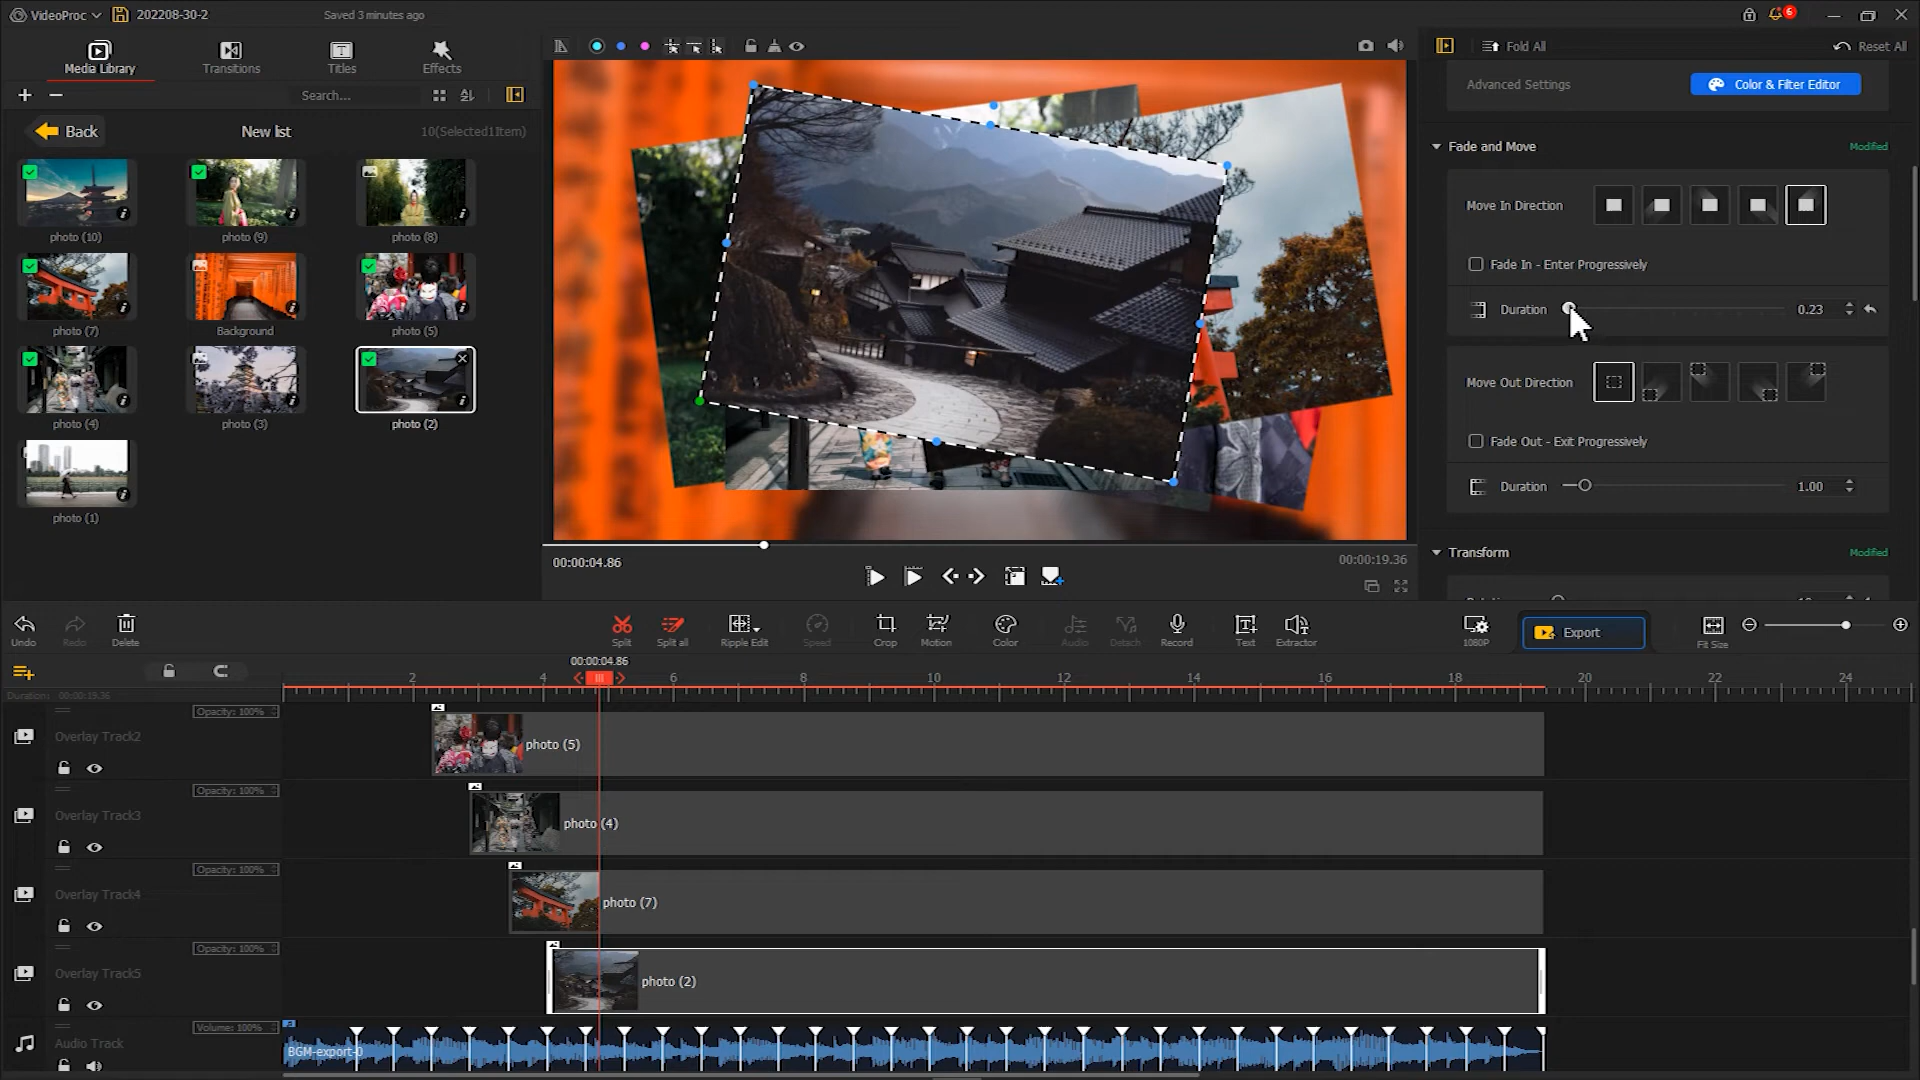 VideoProc
202208-30-2
Saved 3 minutes ago
6
Media Library
Transitions
Titles
Effects
Search...
Back
New list
10(Selected1Item)
photo (10)
photo (9)
photo (8)
photo (7)
Background
photo (5)
photo (4)
photo (3)
photo (2)
photo (1)
00:00:04.86
00:00:19.36
Fold All
Reset All
Advanced Settings
Color & Filter Editor
Fade and Move
Modified
Move In Direction
Fade In - Enter Progressively
Duration
0.23
Move Out Direction
Fade Out - Exit Progressively
Duration
1.00
Transform
Modified
Undo
Redo
Delete
Split
Split all
Ripple Edit
Speed
Crop
Motion
Color
Audio
Detach
Record
Text
Extractor
1080P
Export
Fit Size
00:00:04.86
Duration: 00:00:19.36
2
4
6
8
10
12
14
16
18
20
22
24
Opacity: 100%
Overlay Track2
photo (5)
Opacity: 100%
Overlay Track3
photo (4)
Opacity: 100%
Overlay Track4
photo (7)
Opacity: 100%
Overlay Track5
photo (2)
Volume: 100%
Audio Track
BGM-export-0